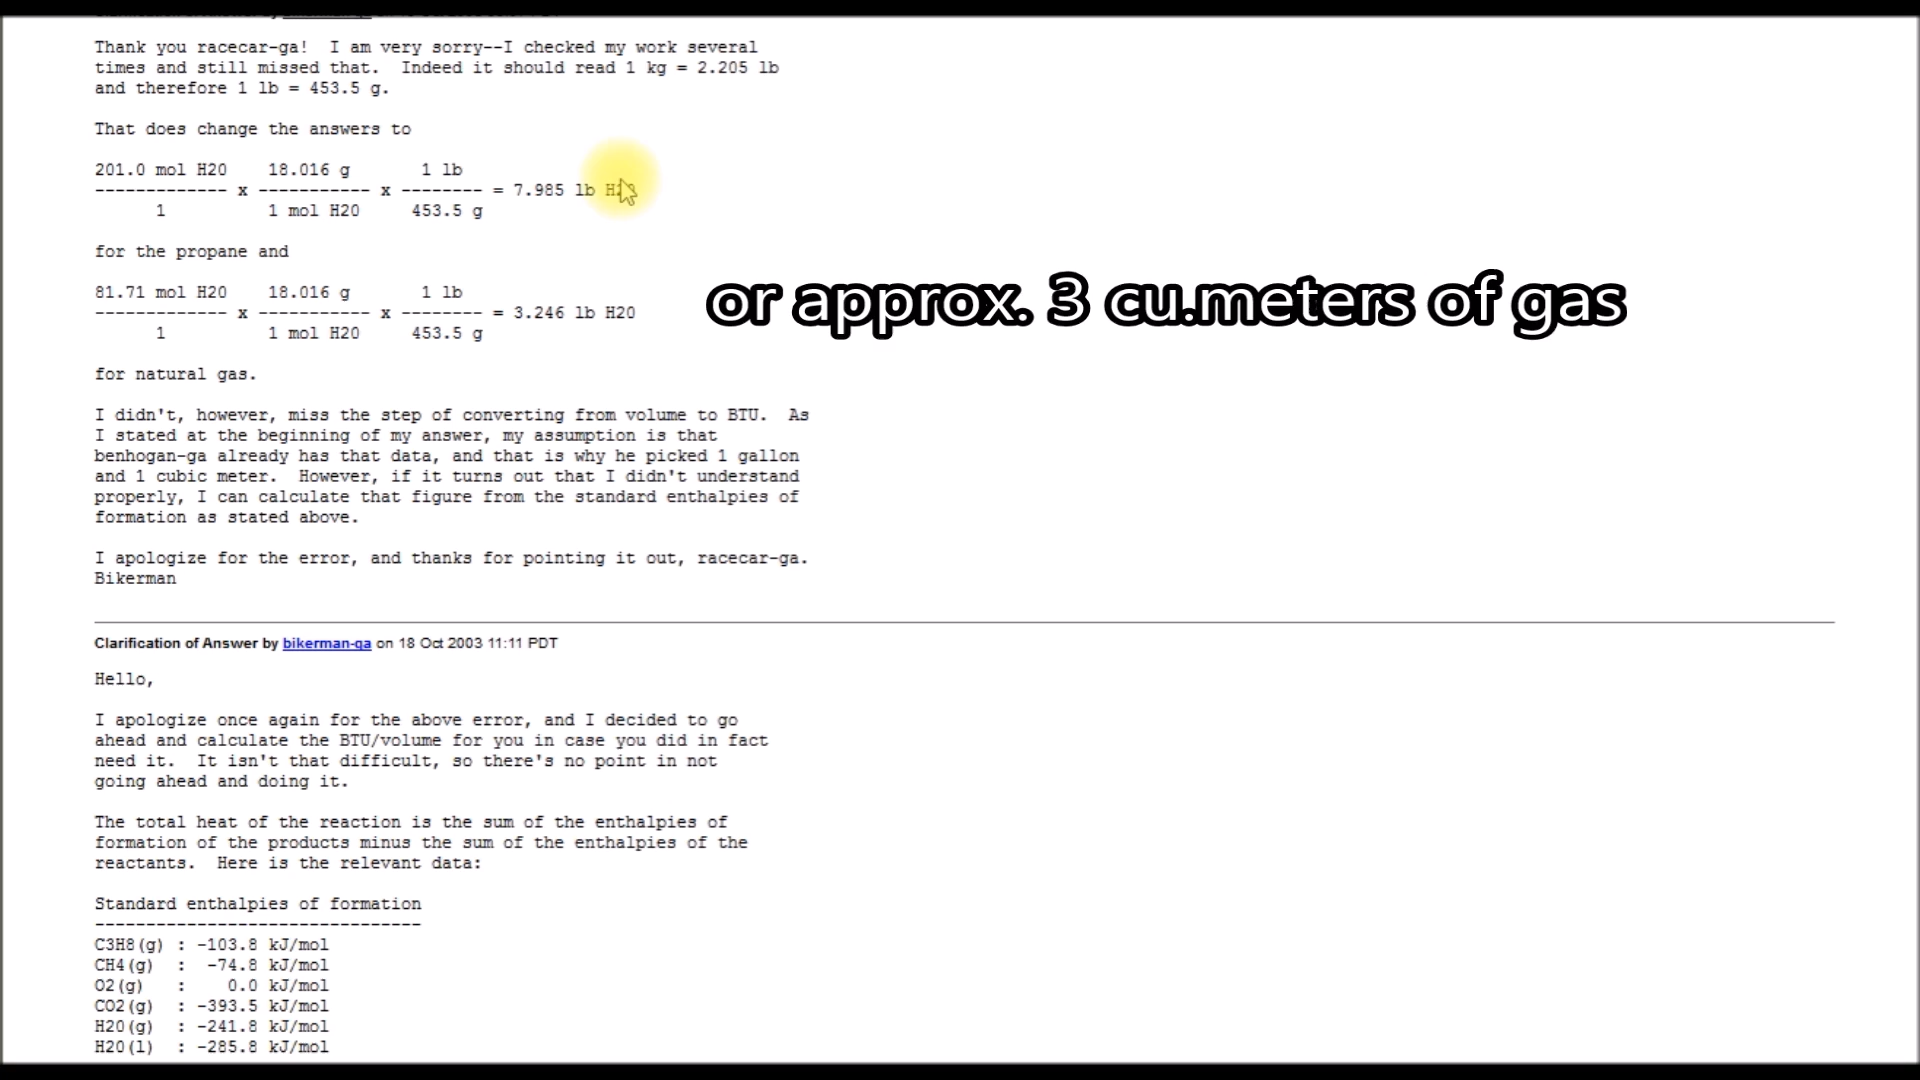 Thank you racecar-ga!  I am very sorry--I checked my work several
times and still missed that.  Indeed it should read 1 kg = 2.205 lb
and therefore 1 lb = 453.5 g.
That does change the answers to
201.0 mol H20    18.016 g       1 lb
------------- x ----------- x -------- = 7.985 lb H20
      1          1 mol H20     453.5 g
for the propane and
81.71 mol H20    18.016 g       1 lb
------------- x ----------- x -------- = 3.246 lb H20
      1          1 mol H20     453.5 g
or approx. 3 cu.meters of gas
for natural gas.
I didn't, however, miss the step of converting from volume to BTU.  As
I stated at the beginning of my answer, my assumption is that
benhogan-ga already has that data, and that is why he picked 1 gallon
and 1 cubic meter.  However, if it turns out that I didn't understand
properly, I can calculate that figure from the standard enthalpies of
formation as stated above.
I apologize for the error, and thanks for pointing it out, racecar-ga.
Bikerman
Clarification of Answer by bikerman-ga on 18 Oct 2003 11:11 PDT
Hello,
I apologize once again for the above error, and I decided to go
ahead and calculate the BTU/volume for you in case you did in fact
need it.  It isn't that difficult, so there's no point in not
going ahead and doing it.
The total heat of the reaction is the sum of the enthalpies of
formation of the products minus the sum of the enthalpies of the
reactants.  Here is the relevant data:
Standard enthalpies of formation
--------------------------------
C3H8(g) : -103.8 kJ/mol
CH4(g)  :  -74.8 kJ/mol
O2(g)   :    0.0 kJ/mol
CO2(g)  : -393.5 kJ/mol
H20(g)  : -241.8 kJ/mol
H20(l)  : -285.8 kJ/mol